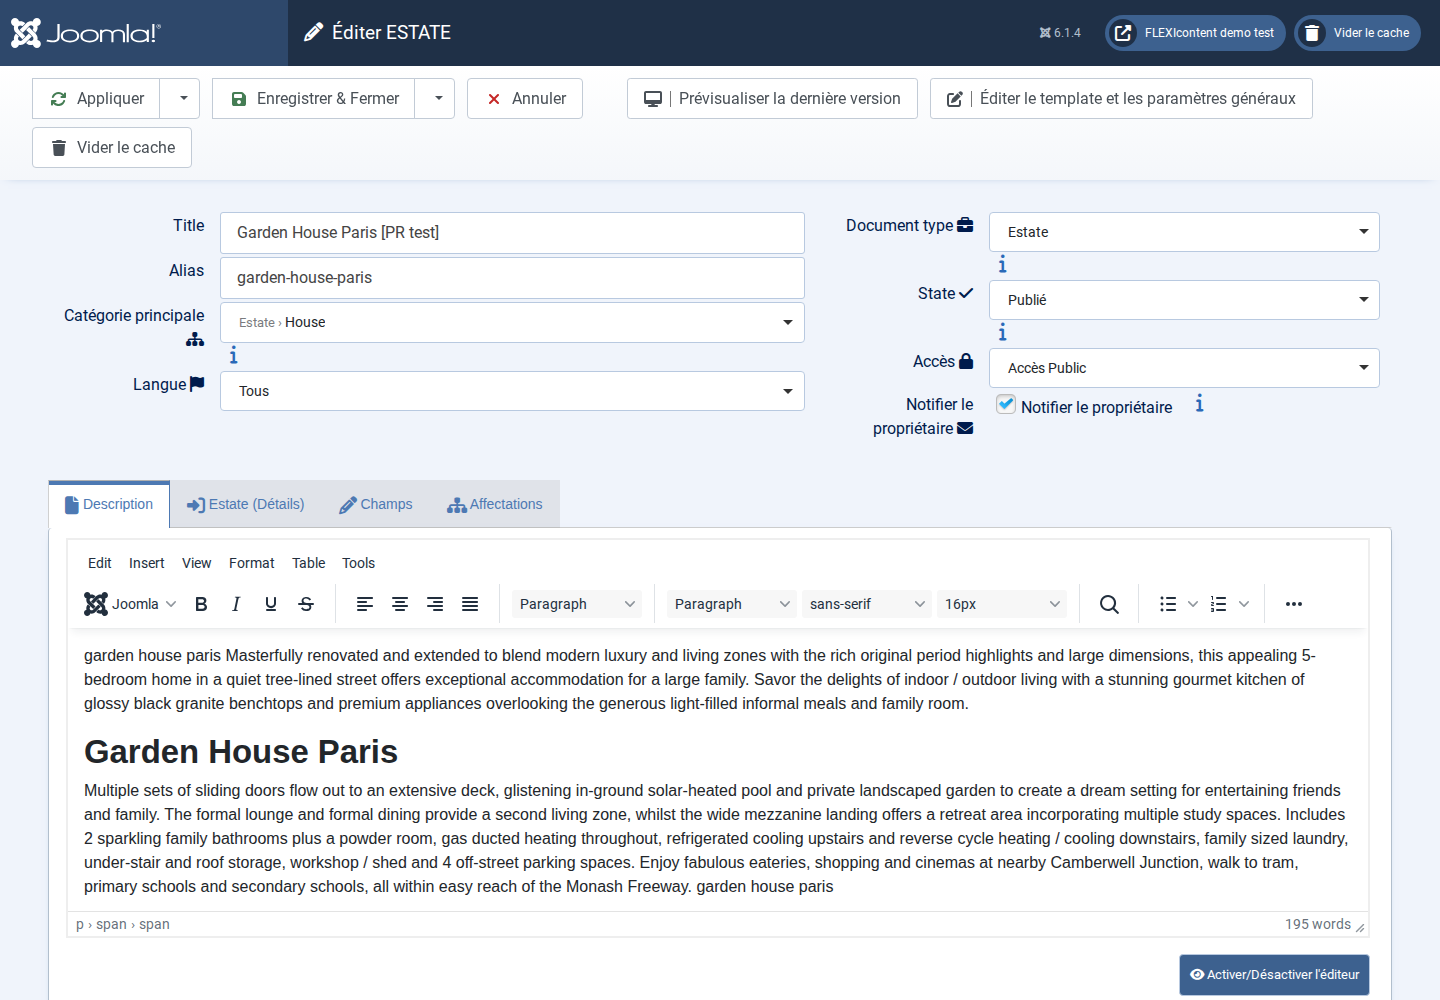 Joomla!®
Éditer ESTATE
6.1.4
FLEXIcontent demo test
Vider le cache
Appliquer
Enregistrer & Fermer
Annuler
Prévisualiser la dernière version
Éditer le template et les paramètres généraux
Vider le cache
Title
Garden House Paris [PR test]
Alias
garden-house-paris
Catégorie principale
Estate › House
Langue
Tous
Document type
Estate
State
Publié
Accès
Accès Public
Notifier le
propriétaire
Notifier le propriétaire
Description
Estate (Détails)
Champs
Affectations
Edit Insert View Format Table Tools
Joomla B I U S Paragraph Paragraph sans-serif 16px
garden house paris Masterfully renovated and extended to blend modern luxury and living zones with the rich original period highlights and large dimensions, this appealing 5-
bedroom home in a quiet tree-lined street offers exceptional accommodation for a large family. Savor the delights of indoor / outdoor living with a stunning gourmet kitchen of
glossy black granite benchtops and premium appliances overlooking the generous light-filled informal meals and family room.
Garden House Paris
Multiple sets of sliding doors flow out to an extensive deck, glistening in-ground solar-heated pool and private landscaped garden to create a dream setting for entertaining friends
and family. The formal lounge and formal dining provide a second living zone, whilst the wide mezzanine landing offers a retreat area incorporating multiple study spaces. Includes
2 sparkling family bathrooms plus a powder room, gas ducted heating throughout, refrigerated cooling upstairs and reverse cycle heating / cooling downstairs, family sized laundry,
under-stair and roof storage, workshop / shed and 4 off-street parking spaces. Enjoy fabulous eateries, shopping and cinemas at nearby Camberwell Junction, walk to tram,
primary schools and secondary schools, all within easy reach of the Monash Freeway. garden house paris
p › span › span
195 words
Activer/Désactiver l'éditeur